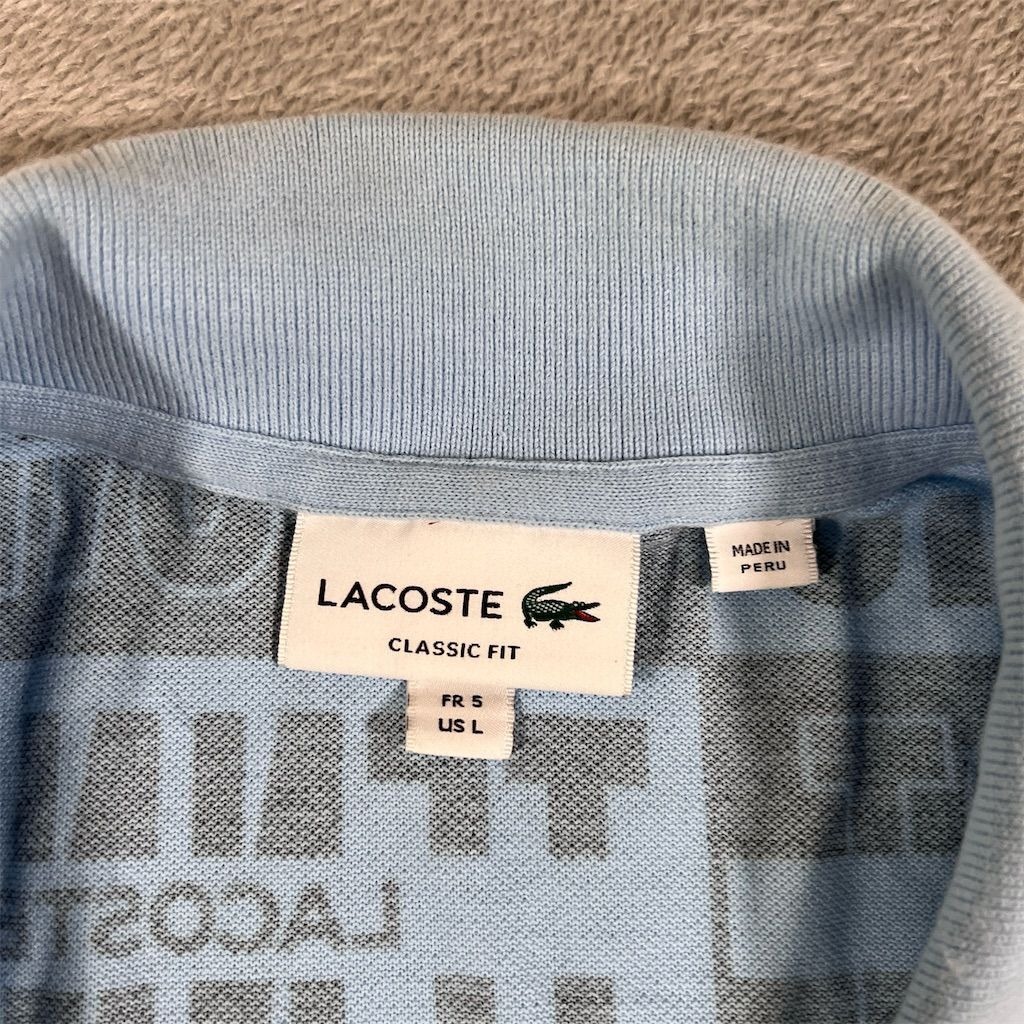 LACOSTE
CLASSIC FIT
FR 5
US L
MADE IN
PERU
LACOSTE